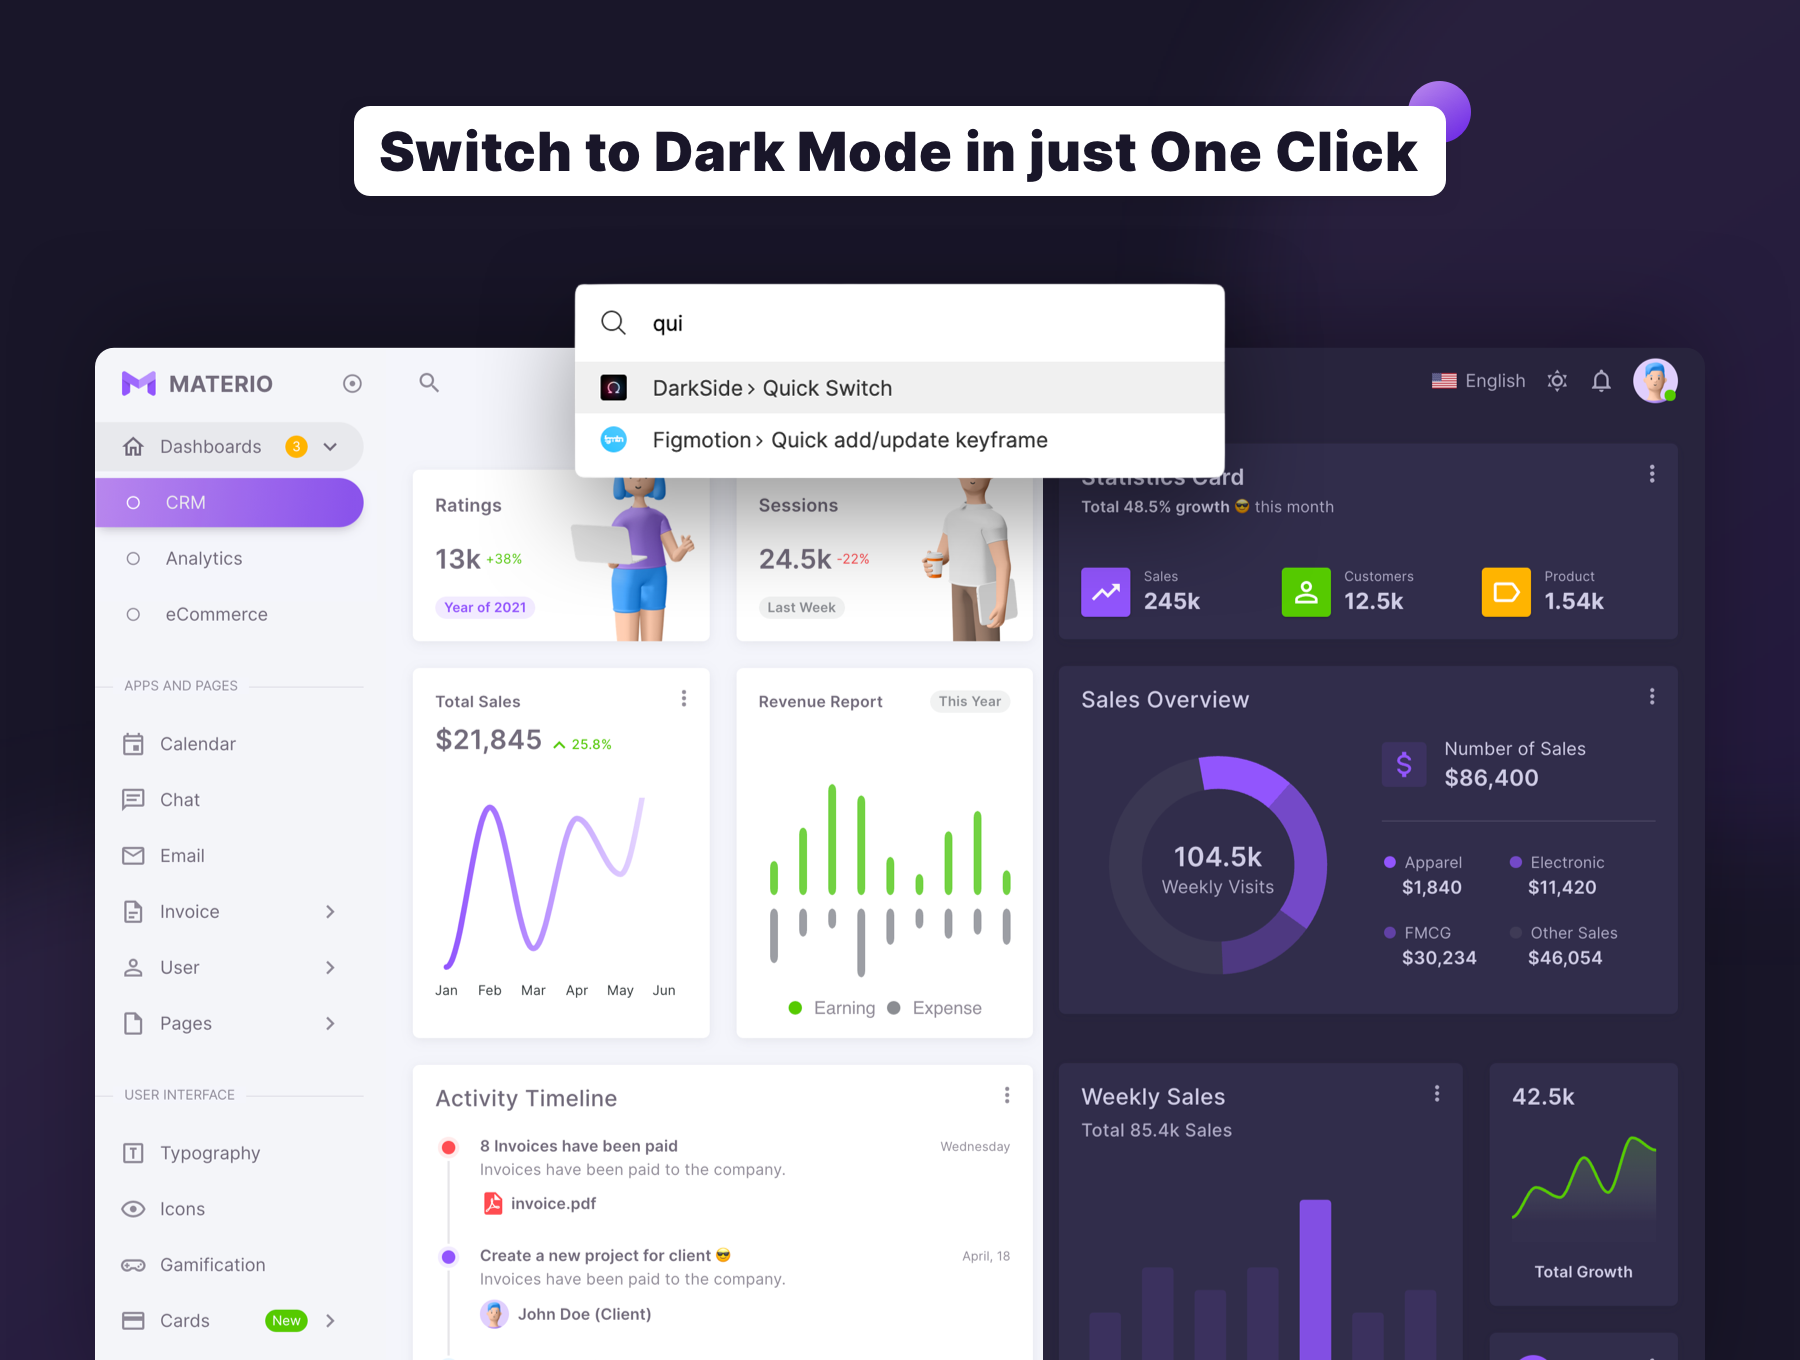 Switch to Dark Mode in just One Click
qui
DarkSide › Quick Switch
Figmotion › Quick add/update keyframe
MATERIO
English
Dashboards 3
CRM
Analytics
eCommerce
APPS AND PAGES
Calendar
Chat
Email
Invoice
User
Pages
USER INTERFACE
Typography
Icons
Gamification
Cards New
Ratings
13k +38%
Year of 2021
Sessions
24.5k -22%
Last Week
Statistics Card
Total 48.5% growth 😎 this month
Sales
245k
Customers
12.5k
Product
1.54k
Total Sales
$21,845 25.8%
Jan Feb Mar Apr May Jun
Revenue Report This Year
Earning Expense
Sales Overview
104.5k
Weekly Visits
$
Number of Sales
$86,400
Apparel
$1,840
Electronic
$11,420
FMCG
$30,234
Other Sales
$46,054
Activity Timeline
8 Invoices have been paid Wednesday
Invoices have been paid to the company.
invoice.pdf
Create a new project for client 😎 April, 18
Invoices have been paid to the company.
John Doe (Client)
Weekly Sales
Total 85.4k Sales
42.5k
Total Growth